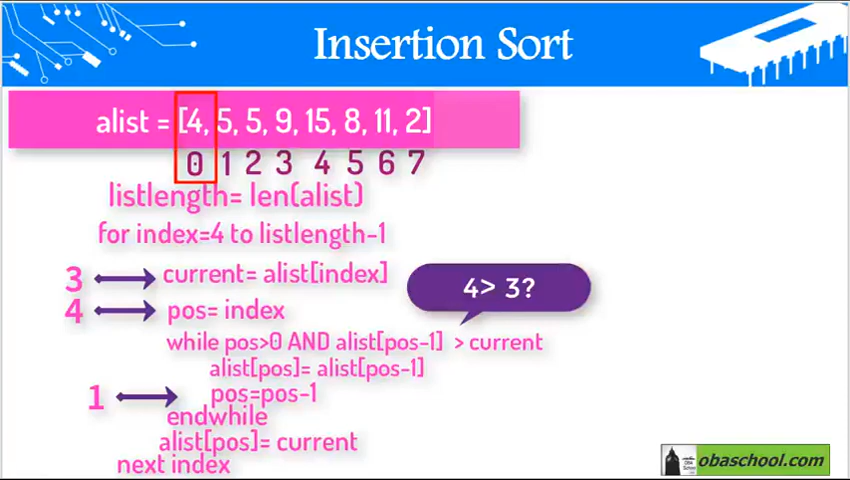 Insertion Sort
alist = [4, 5, 5, 9, 15, 8, 11, 2]
0 1 2 3 4 5 6 7
listlength= len(alist)
for index=4 to listlength-1
3 current= alist[index]
4> 3?
4 pos= index
while pos>0 AND alist[pos-1] > current
alist[pos]= alist[pos-1]
1 pos=pos-1
endwhile
alist[pos]= current
next index
obaschool.com